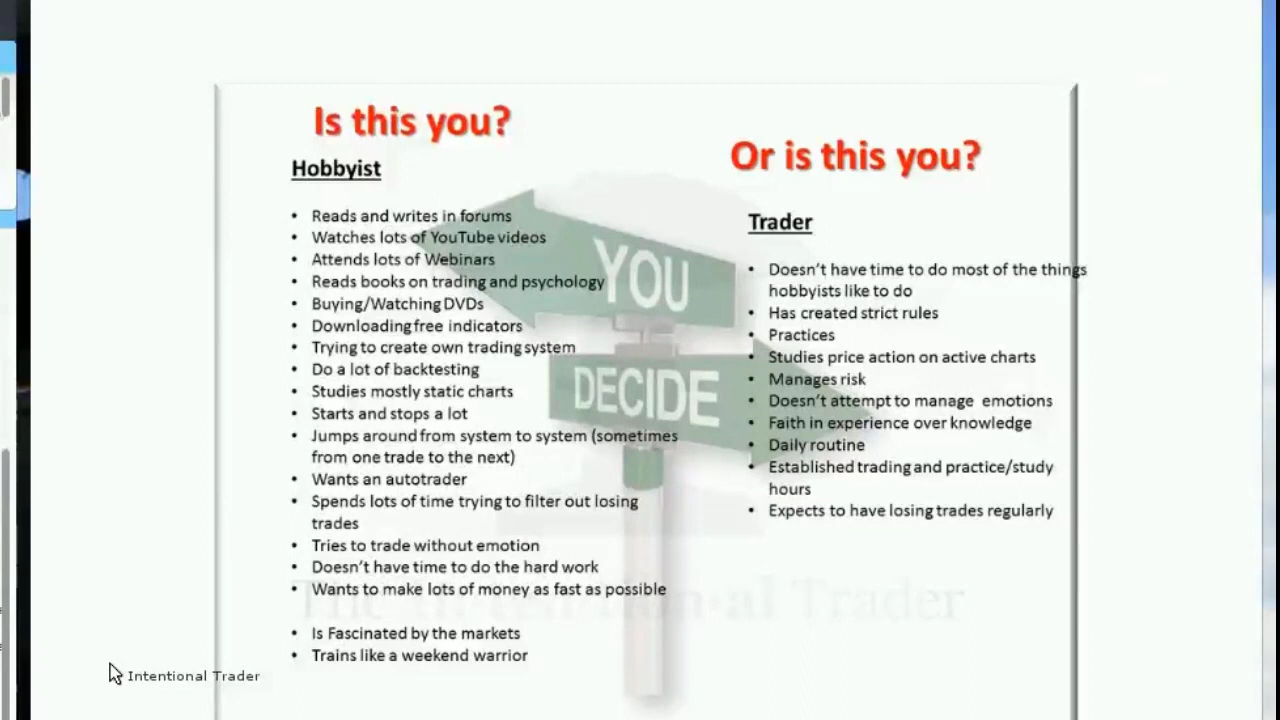 Is this you?
Hobbyist
• Reads and writes in forums
• Watches lots of YouTube videos
• Attends lots of Webinars
• Reads books on trading and psychology
• Buying/Watching DVDs
• Downloading free indicators
• Trying to create own trading system
• Do a lot of backtesting
• Studies mostly static charts
• Starts and stops a lot
• Jumps around from system to system (sometimes
from one trade to the next)
• Wants an autotrader
• Spends lots of time trying to filter out losing
trades
• Tries to trade without emotion
• Doesn't have time to do the hard work
• Wants to make lots of money as fast as possible
• Is Fascinated by the markets
• Trains like a weekend warrior
Or is this you?
Trader
• Doesn't have time to do most of the things
hobbyists like to do
• Has created strict rules
• Practices
• Studies price action on active charts
• Manages risk
• Doesn't attempt to manage emotions
• Faith in experience over knowledge
• Daily routine
• Established trading and practice/study
hours
• Expects to have losing trades regularly
YOU
DECIDE
The In·ten·tion·al Trader
Intentional Trader